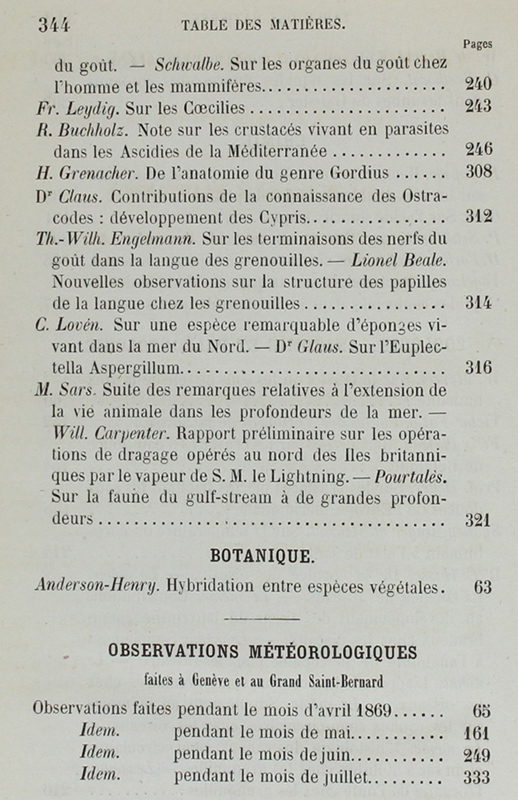 344 TABLE DES MATIÈRES.
Pages
du goût. — Schwalbe. Sur les organes du goût chez
l'homme et les mammifères..................... 240
Fr. Leydig. Sur les Cœcilies....................... 243
R. Buchholz. Note sur les crustacés vivant en parasites
dans les Ascidies de la Méditerranée............. 246
H. Grenacher. De l'anatomie du genre Gordius...... 308
Dr Claus. Contributions de la connaissance des Ostra-
codes : développement des Cypris................ 312
Th.-Wilh. Engelmann. Sur les terminaisons des nerfs du
goût dans la langue des grenouilles. — Lionel Beale.
Nouvelles observations sur la structure des papilles
de la langue chez les grenouilles................ 314
C. Lovén. Sur une espèce remarquable d'éponges vi-
vant dans la mer du Nord. — Dr Glaus. Sur l'Euplec-
tella Aspergillum.............................. 316
M. Sars. Suite des remarques relatives à l'extension de
la vie animale dans les profondeurs de la mer. —
Will. Carpenter. Rapport préliminaire sur les opéra-
tions de dragage opérés au nord des Iles britanni-
ques par le vapeur de S. M. le Lightning. — Pourtalès.
Sur la faune du gulf-stream à de grandes profon-
deurs........................................ 321
BOTANIQUE.
Anderson-Henry. Hybridation entre espèces végétales. 63
OBSERVATIONS MÉTÉOROLOGIQUES
faites à Genève et au Grand Saint-Bernard
Observations faites pendant le mois d'avril 1869...... 65
Idem. pendant le mois de mai........... 161
Idem. pendant le mois de juin........... 249
Idem. pendant le mois de juillet......... 333